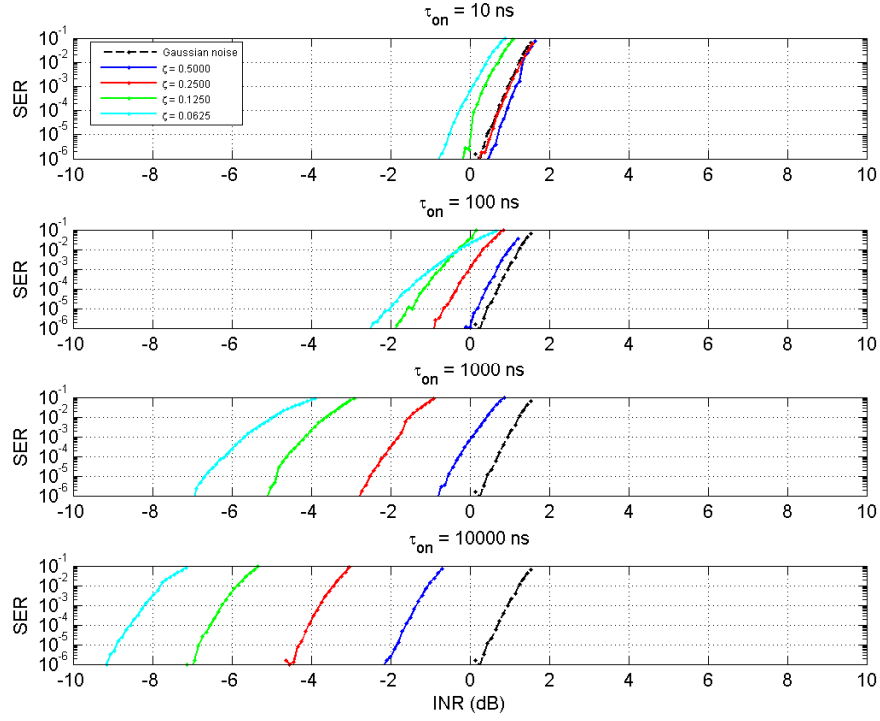 τon = 10 ns
SER
10^-1
10^-2
10^-3
10^-4
10^-5
10^-6
Gaussian noise
ζ = 0.5000
ζ = 0.2500
ζ = 0.1250
ζ = 0.0625
-10 -8 -6 -4 -2 0 2 4 6 8 10
τon = 100 ns
SER
10^-1
10^-2
10^-3
10^-4
10^-5
10^-6
-10 -8 -6 -4 -2 0 2 4 6 8 10
τon = 1000 ns
SER
10^-1
10^-2
10^-3
10^-4
10^-5
10^-6
-10 -8 -6 -4 -2 0 2 4 6 8 10
τon = 10000 ns
SER
10^-1
10^-2
10^-3
10^-4
10^-5
10^-6
-10 -8 -6 -4 -2 0 2 4 6 8 10
INR (dB)